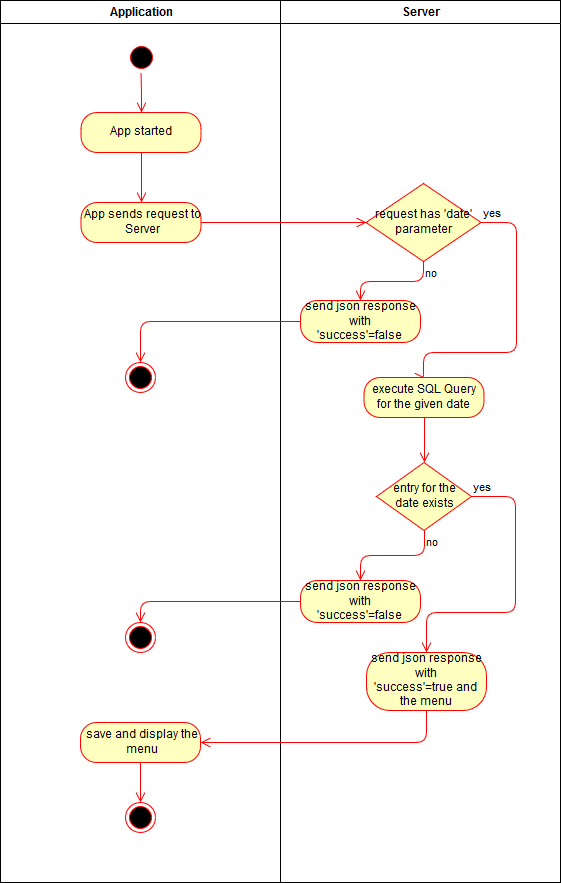 Application
Server
App started
App sends request to
Server
request has 'date'
parameter
yes
no
send json response
with
'success'=false
execute SQL Query
for the given date
entry for the
date exists
yes
no
send json response
with
'success'=false
send json response
with
'success'=true and
the menu
save and display the
menu